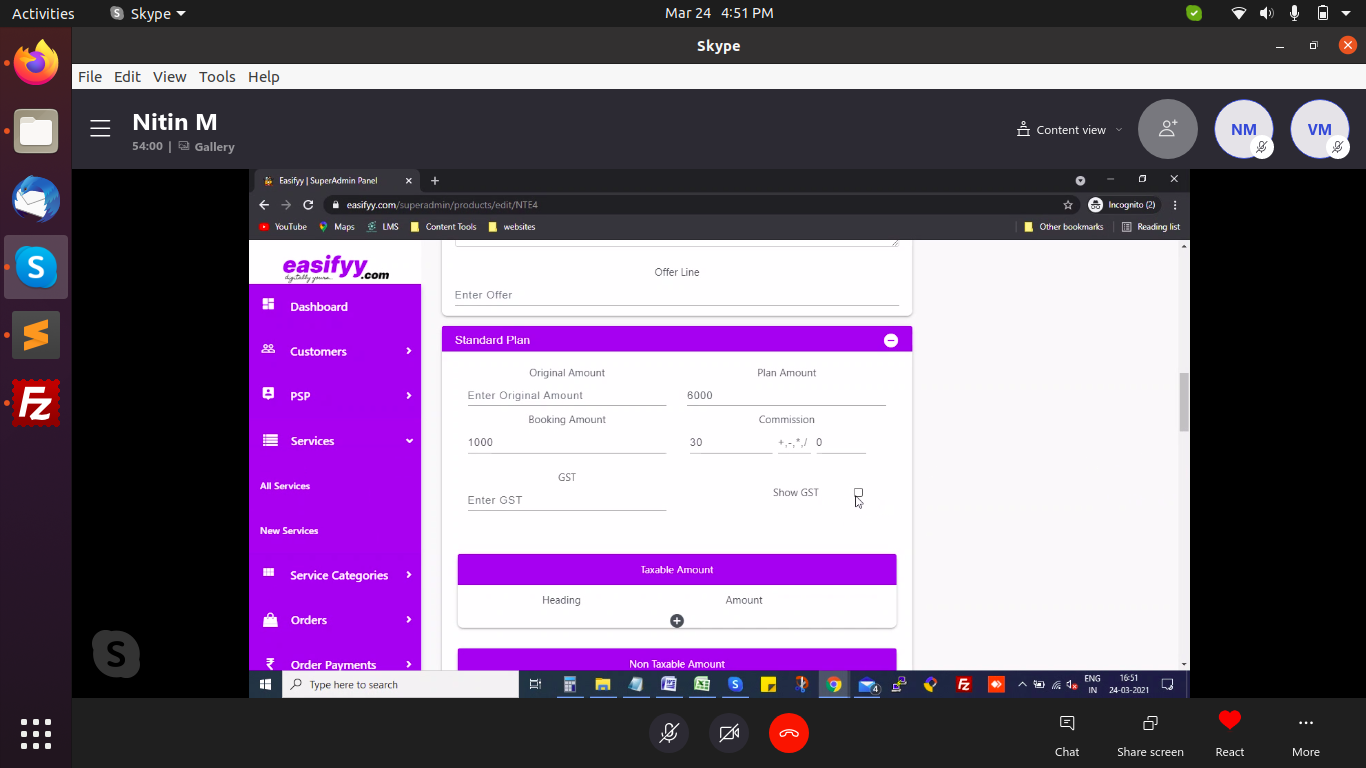 Activities Skype Mar 24 4:51 PM
Skype
File Edit View Tools Help
Nitin M
54:00 | Gallery
Content view
NM
VM
Easifyy | SuperAdmin Panel
easifyy.com/superadmin/products/edit/NTE4
Incognito (2)
YouTube Maps LMS Content Tools websites Other bookmarks Reading list
easifyy.com
digitally yours..
Dashboard
Customers
PSP
Services
All Services
New Services
Service Categories
Orders
Order Payments
Offer Line
Enter Offer
Standard Plan
Original Amount Plan Amount
Enter Original Amount 6000
Booking Amount Commission
1000 30 +,-,*,/ 0
GST
Enter GST
Show GST
Taxable Amount
Heading Amount
Non Taxable Amount
Type here to search
4
ENG
IN
16:51
24-03-2021
Chat Share screen React More